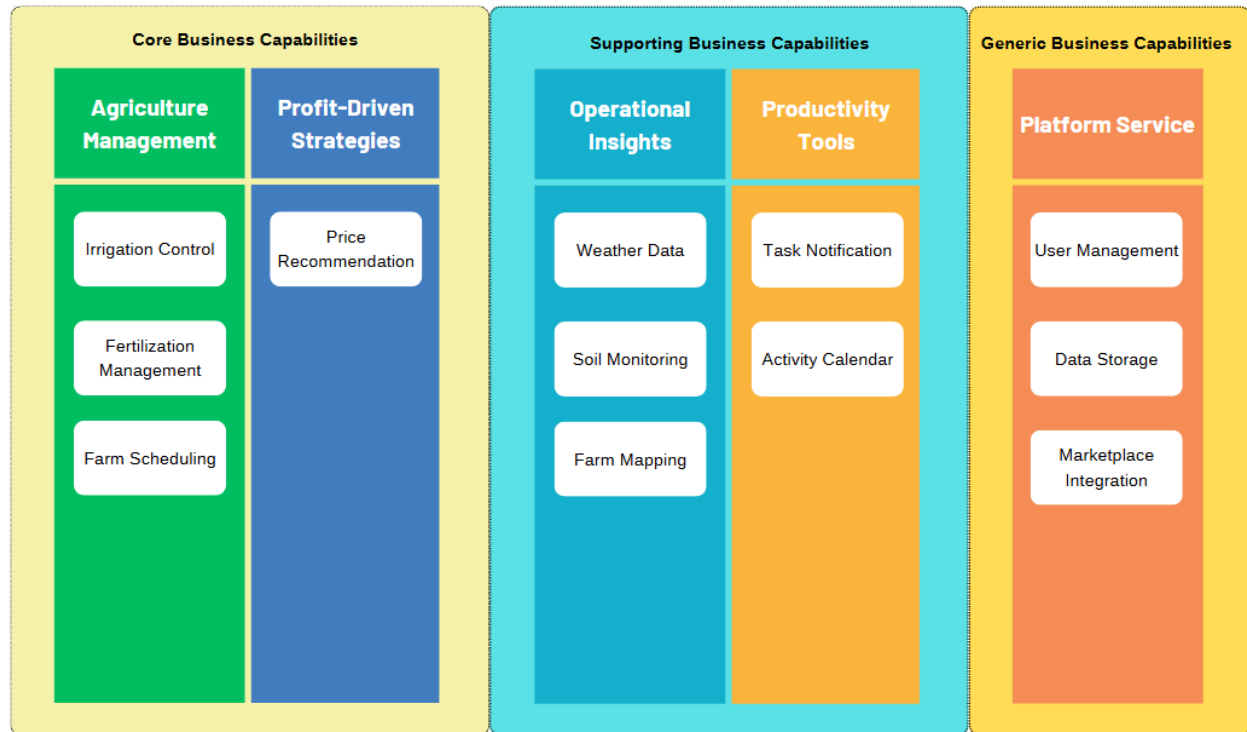 Core Business Capabilities
Agriculture
Management
Irrigation Control
Fertilization
Management
Farm Scheduling
Profit-Driven
Strategies
Price
Recommendation
Supporting Business Capabilities
Operational
Insights
Weather Data
Soil Monitoring
Farm Mapping
Productivity
Tools
Task Notification
Activity Calendar
Generic Business Capabilities
Platform Service
User Management
Data Storage
Marketplace
Integration